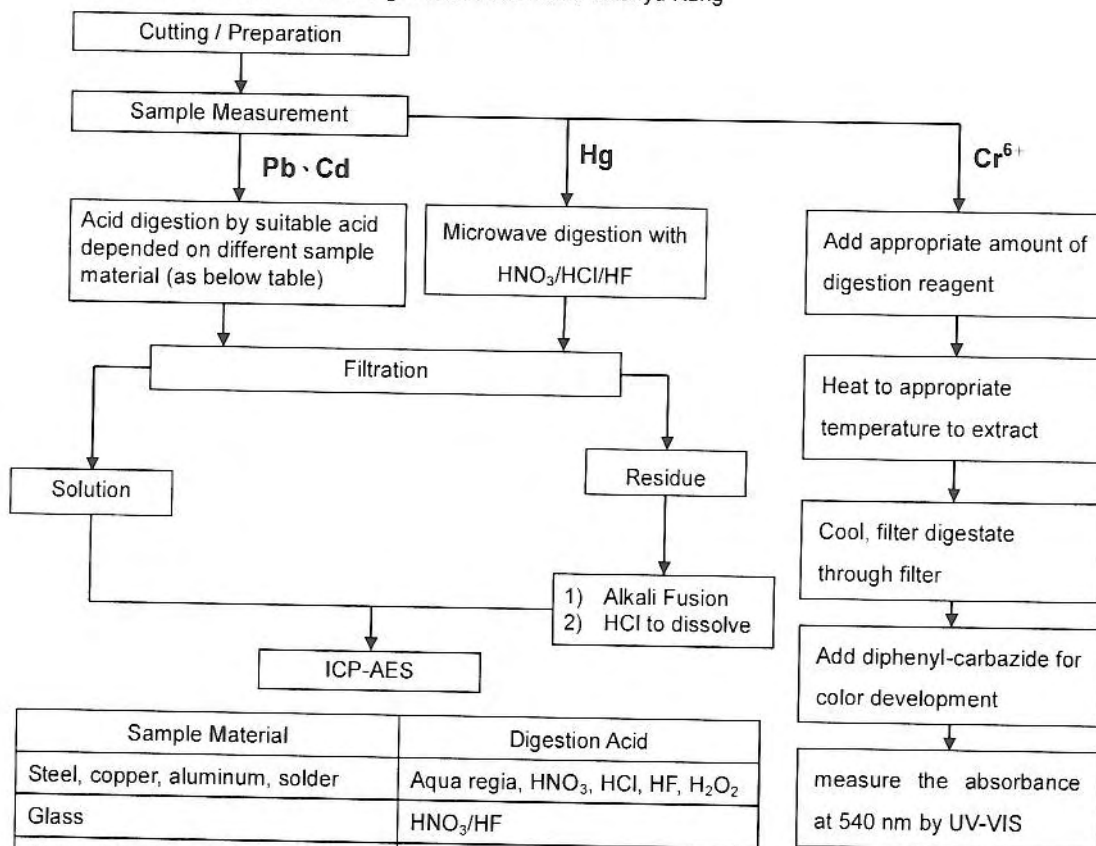 Kung
Cutting / Preparation
Sample Measurement
Pb、Cd
Hg
Cr⁶⁺
Acid digestion by suitable acid
depended on different sample
material (as below table)
Microwave digestion with
HNO₃/HCl/HF
Add appropriate amount of
digestion reagent
Filtration
Heat to appropriate
temperature to extract
Solution
Residue
Cool, filter digestate
through filter
1) Alkali Fusion
2) HCl to dissolve
ICP-AES
Add diphenyl-carbazide for
color development
measure the absorbance
at 540 nm by UV-VIS
Sample Material Digestion Acid
Steel, copper, aluminum, solder Aqua regia, HNO₃, HCl, HF, H₂O₂
Glass HNO₃/HF